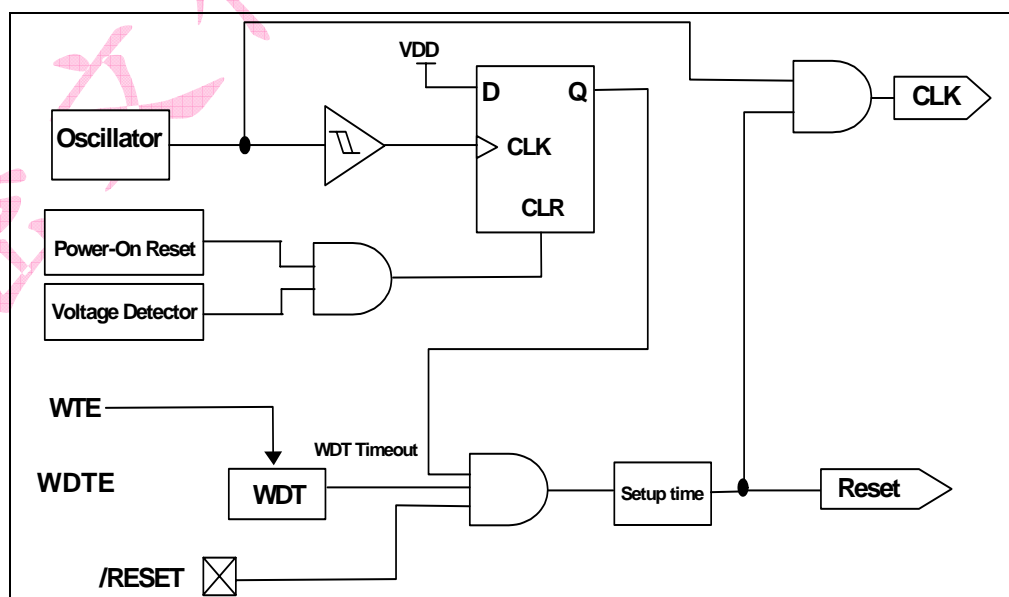 VDD
D Q
CLK
Oscillator
CLK
CLR
Power-On Reset
Voltage Detector
WTE
WDT Timeout
WDTE
WDT
Setup time
Reset
/RESET